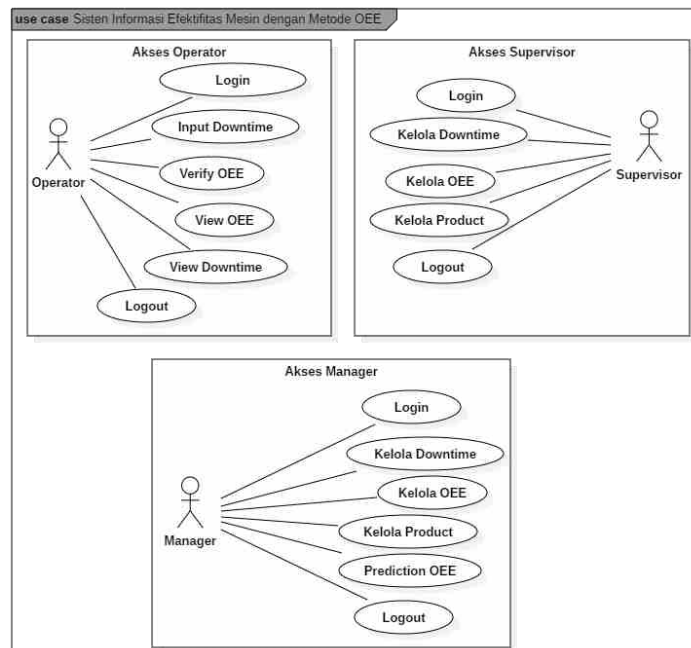 use case Sisten Informasi Efektifitas Mesin dengan Metode OEE
Akses Operator
Login
Input Downtime
Verify OEE
View OEE
View Downtime
Logout
Operator
Akses Supervisor
Login
Kelola Downtime
Kelola OEE
Kelola Product
Logout
Supervisor
Akses Manager
Login
Kelola Downtime
Kelola OEE
Kelola Product
Prediction OEE
Logout
Manager